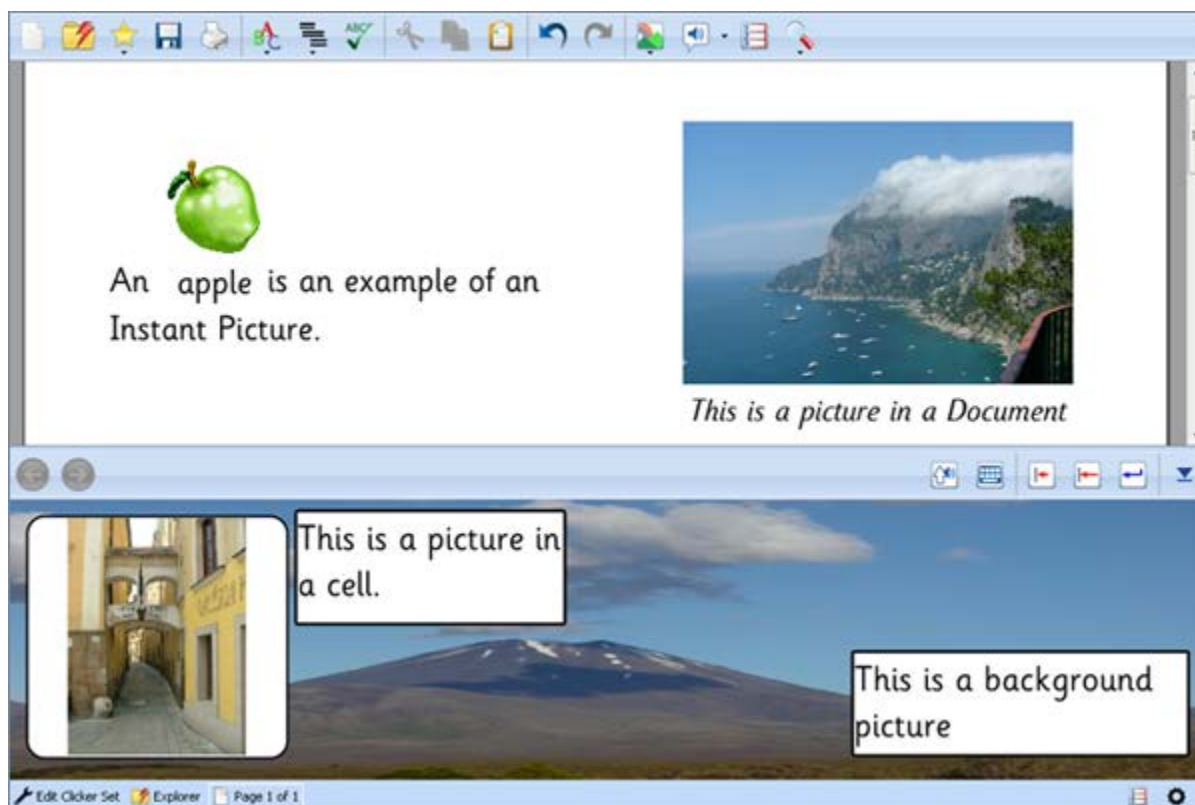 ABC
An apple is an example of an
Instant Picture.
This is a picture in a Document
This is a picture in
a cell.
This is a background
picture
Edit Clicker Set Explorer Page 1 of 1